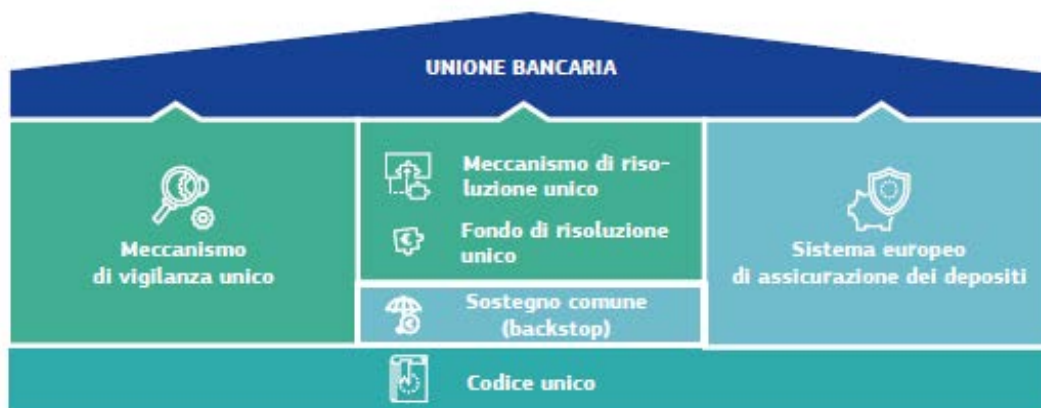 UNIONE BANCARIA
Meccanismo
di vigilanza unico
Meccanismo di riso-
luzione unico
Fondo di risoluzione
unico
Sostegno comune
(backstop)
Sistema europeo
di assicurazione dei depositi
Codice unico